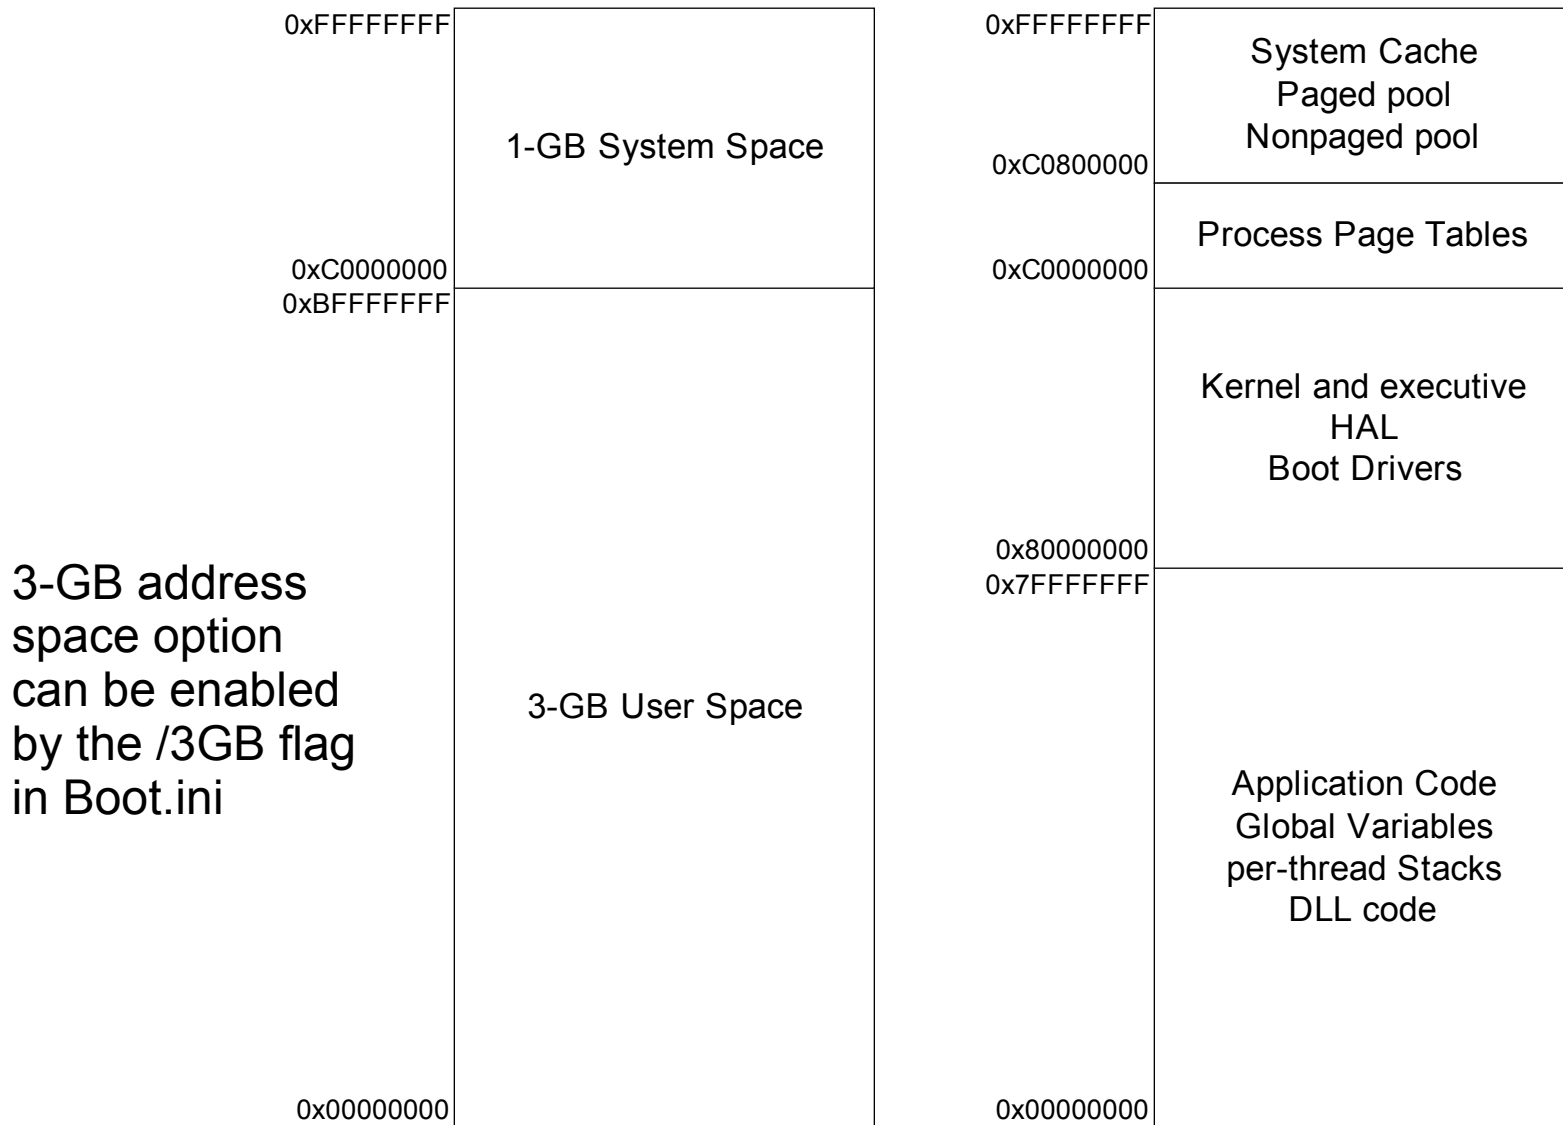 0xFFFFFFFF
1-GB System Space
0xC0000000
0xBFFFFFFF
3-GB address
space option
can be enabled
by the /3GB flag
in Boot.ini
3-GB User Space
0x00000000
0xFFFFFFFF
System Cache
Paged pool
Nonpaged pool
0xC0800000
Process Page Tables
0xC0000000
Kernel and executive
HAL
Boot Drivers
0x80000000
0x7FFFFFFF
Application Code
Global Variables
per-thread Stacks
DLL code
0x00000000